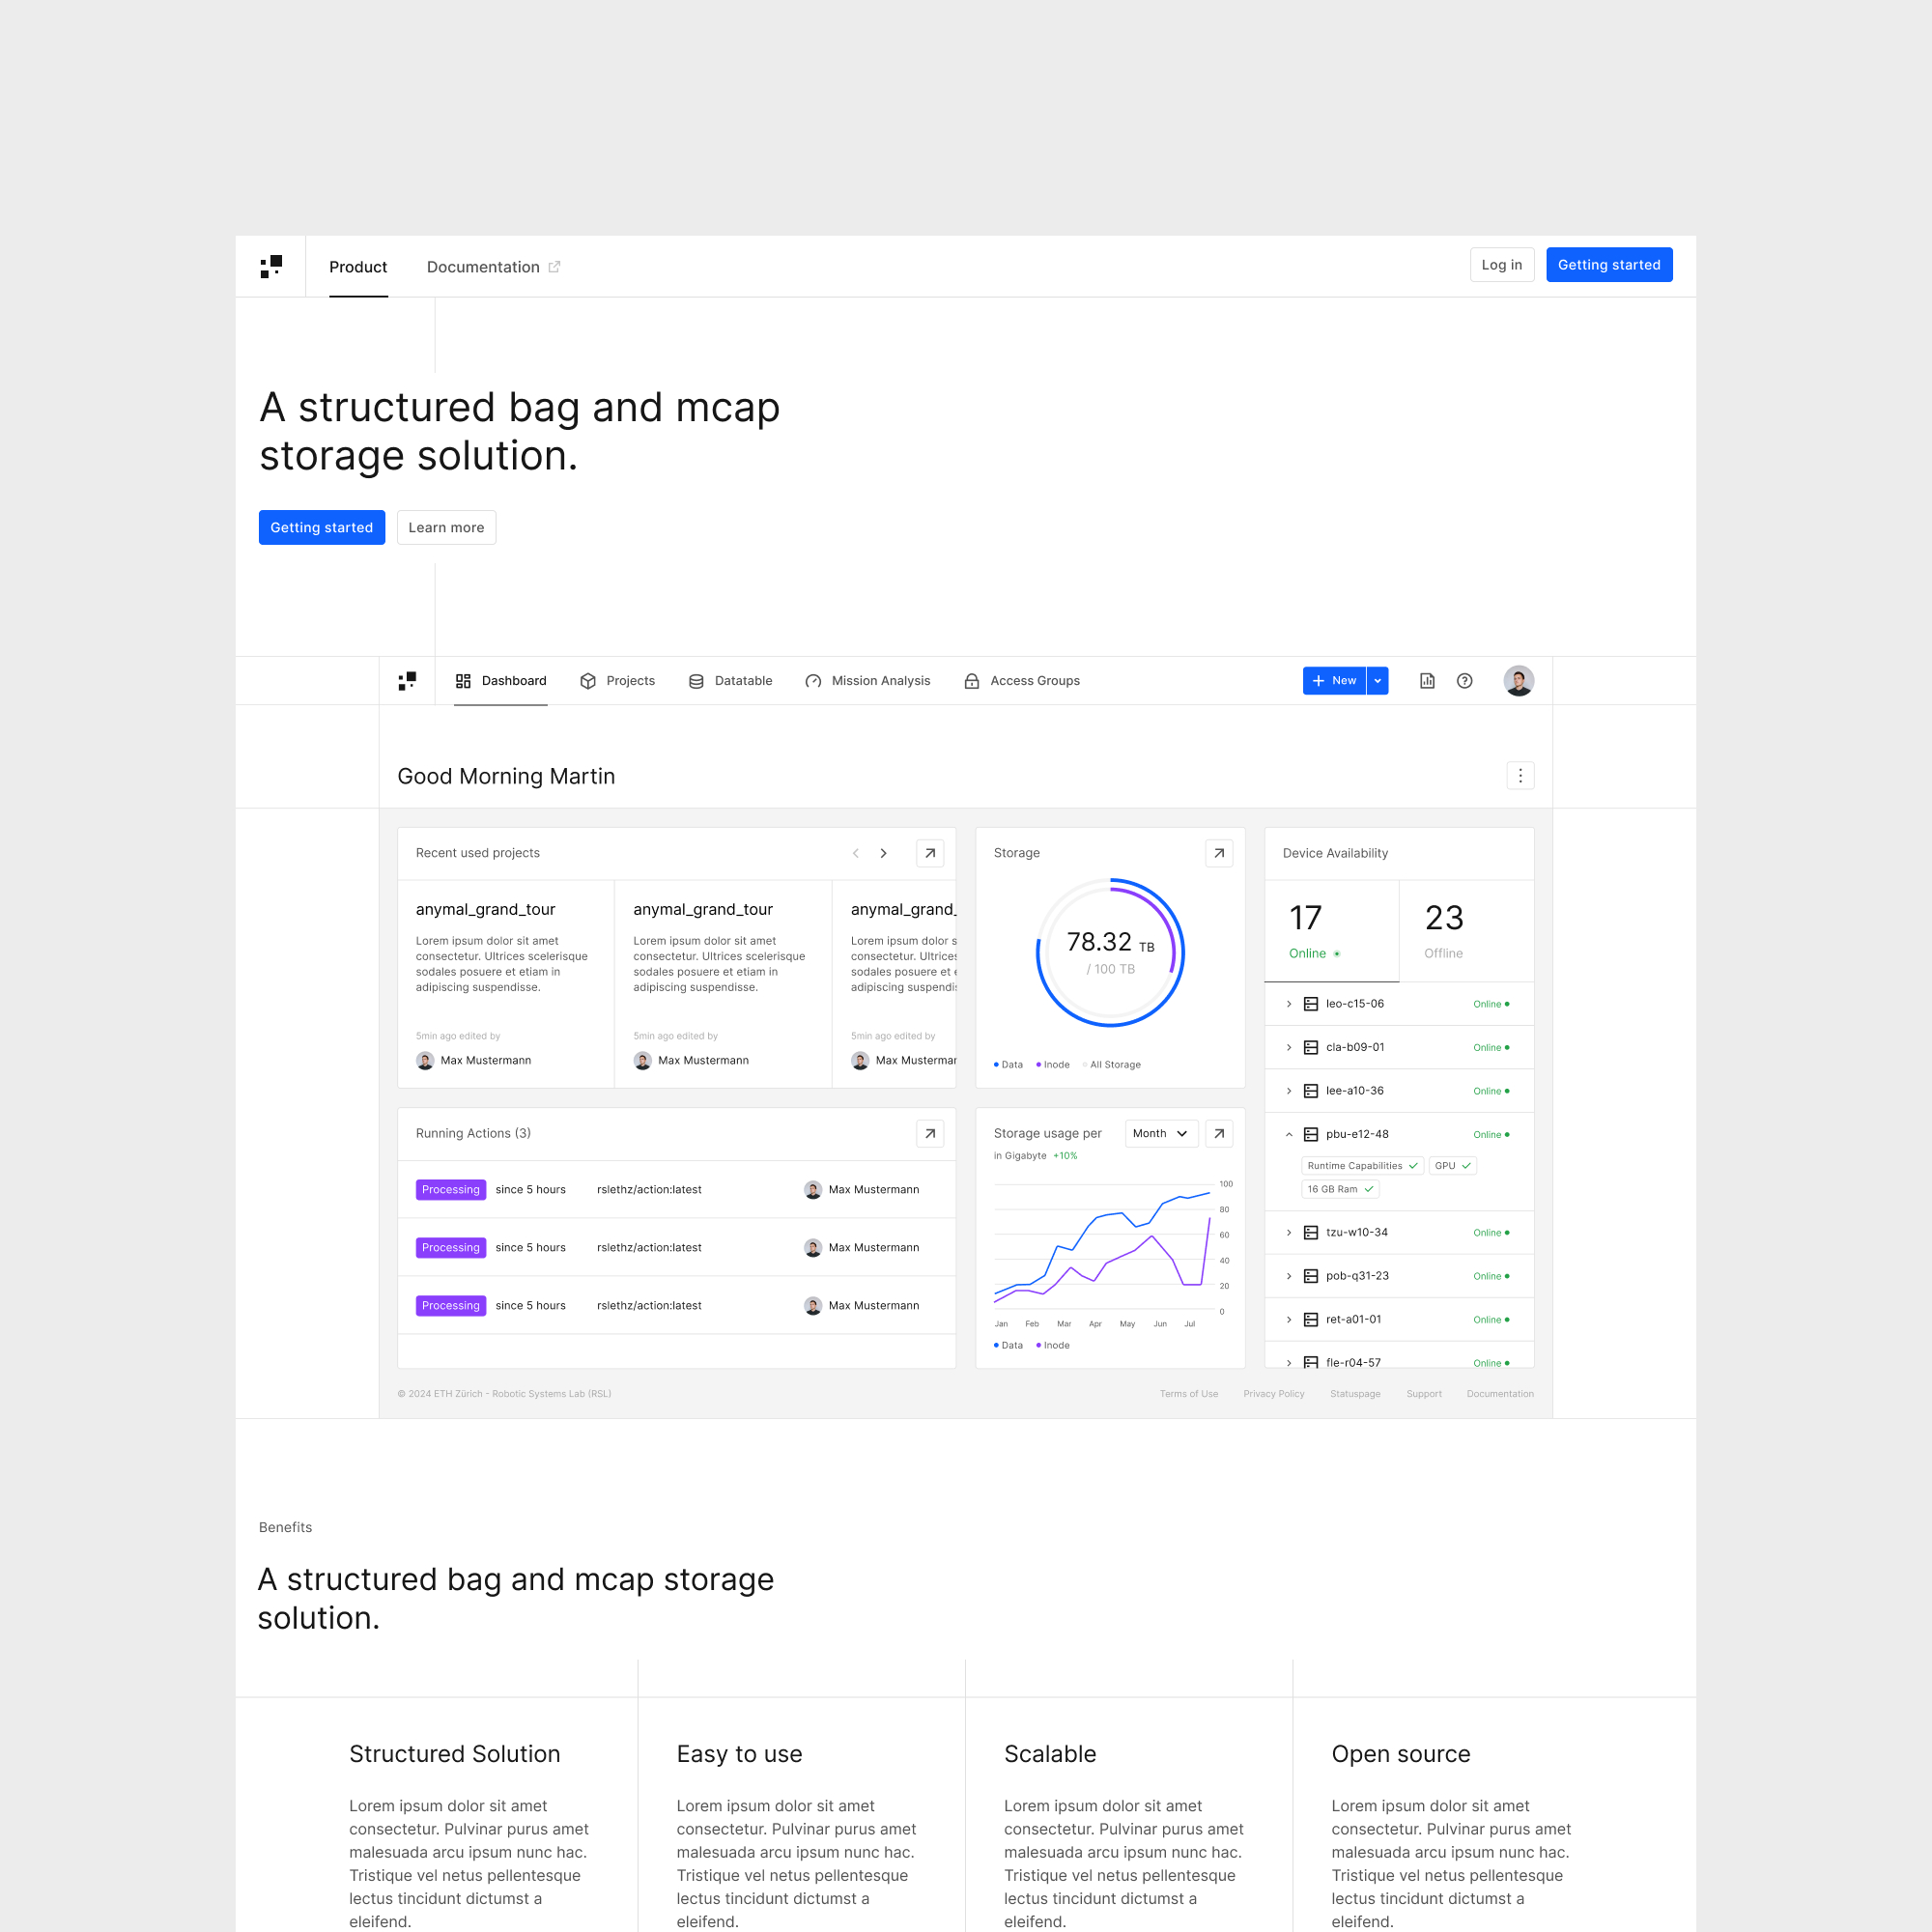 Product
Documentation
Log in
Getting started
A structured bag and mcap
storage solution.
Getting started
Learn more
Dashboard
Projects
Datatable
Mission Analysis
Access Groups
New
Good Morning Martin
Recent used projects
anymal_grand_tour
Lorem ipsum dolor sit amet
consectetur. Ultrices scelerisque
sodales posuere et etiam in
adipiscing suspendisse.
5min ago edited by
Max Mustermann
anymal_grand_tour
Lorem ipsum dolor sit amet
consectetur. Ultrices scelerisque
sodales posuere et etiam in
adipiscing suspendisse.
5min ago edited by
Max Mustermann
anymal_grand_
Lorem ipsum dolor s
consectetur. Ultrices
sodales posuere et e
adipiscing suspendi
5min ago edited by
Max Musterman
Storage
78.32 TB
/ 100 TB
Data
Inode
All Storage
Device Availability
17
Online
23
Offline
leo-c15-06 Online
cla-b09-01 Online
lee-a10-36 Online
pbu-e12-48 Online
Runtime Capabilities
GPU
16 GB Ram
tzu-w10-34 Online
pob-q31-23 Online
ret-a01-01 Online
fle-r04-57 Online
Running Actions (3)
Processing since 5 hours rslethz/action:latest Max Mustermann
Processing since 5 hours rslethz/action:latest Max Mustermann
Processing since 5 hours rslethz/action:latest Max Mustermann
Storage usage per
Month
in Gigabyte +10%
100
80
60
40
20
0
Jan Feb Mar Apr May Jun Jul
Data
Inode
© 2024 ETH Zürich - Robotic Systems Lab (RSL)
Terms of Use
Privacy Policy
Statuspage
Support
Documentation
Benefits
A structured bag and mcap storage
solution.
Structured Solution
Lorem ipsum dolor sit amet
consectetur. Pulvinar purus amet
malesuada arcu ipsum nunc hac.
Tristique vel netus pellentesque
lectus tincidunt dictumst a
eleifend.
Easy to use
Lorem ipsum dolor sit amet
consectetur. Pulvinar purus amet
malesuada arcu ipsum nunc hac.
Tristique vel netus pellentesque
lectus tincidunt dictumst a
eleifend.
Scalable
Lorem ipsum dolor sit amet
consectetur. Pulvinar purus amet
malesuada arcu ipsum nunc hac.
Tristique vel netus pellentesque
lectus tincidunt dictumst a
eleifend.
Open source
Lorem ipsum dolor sit amet
consectetur. Pulvinar purus amet
malesuada arcu ipsum nunc hac.
Tristique vel netus pellentesque
lectus tincidunt dictumst a
eleifend.